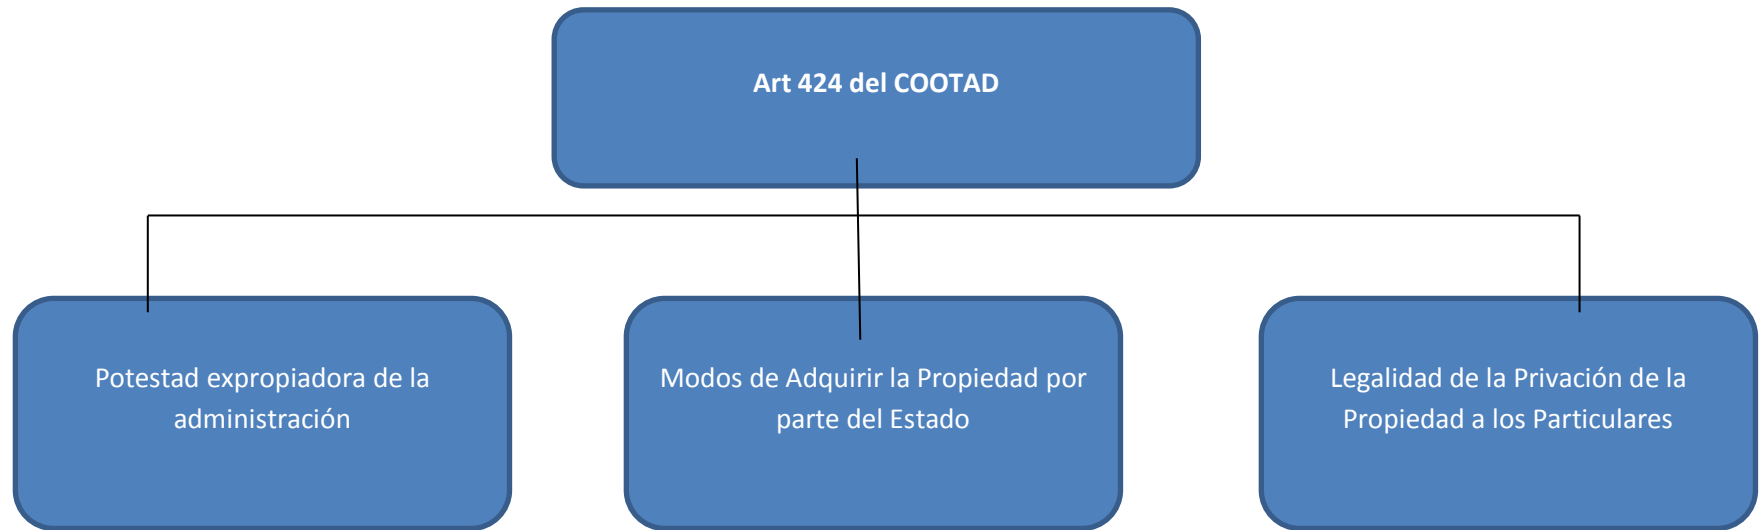 Art 424 del COOTAD
Potestad expropiadora de la
administración
Modos de Adquirir la Propiedad por
parte del Estado
Legalidad de la Privación de la
Propiedad a los Particulares